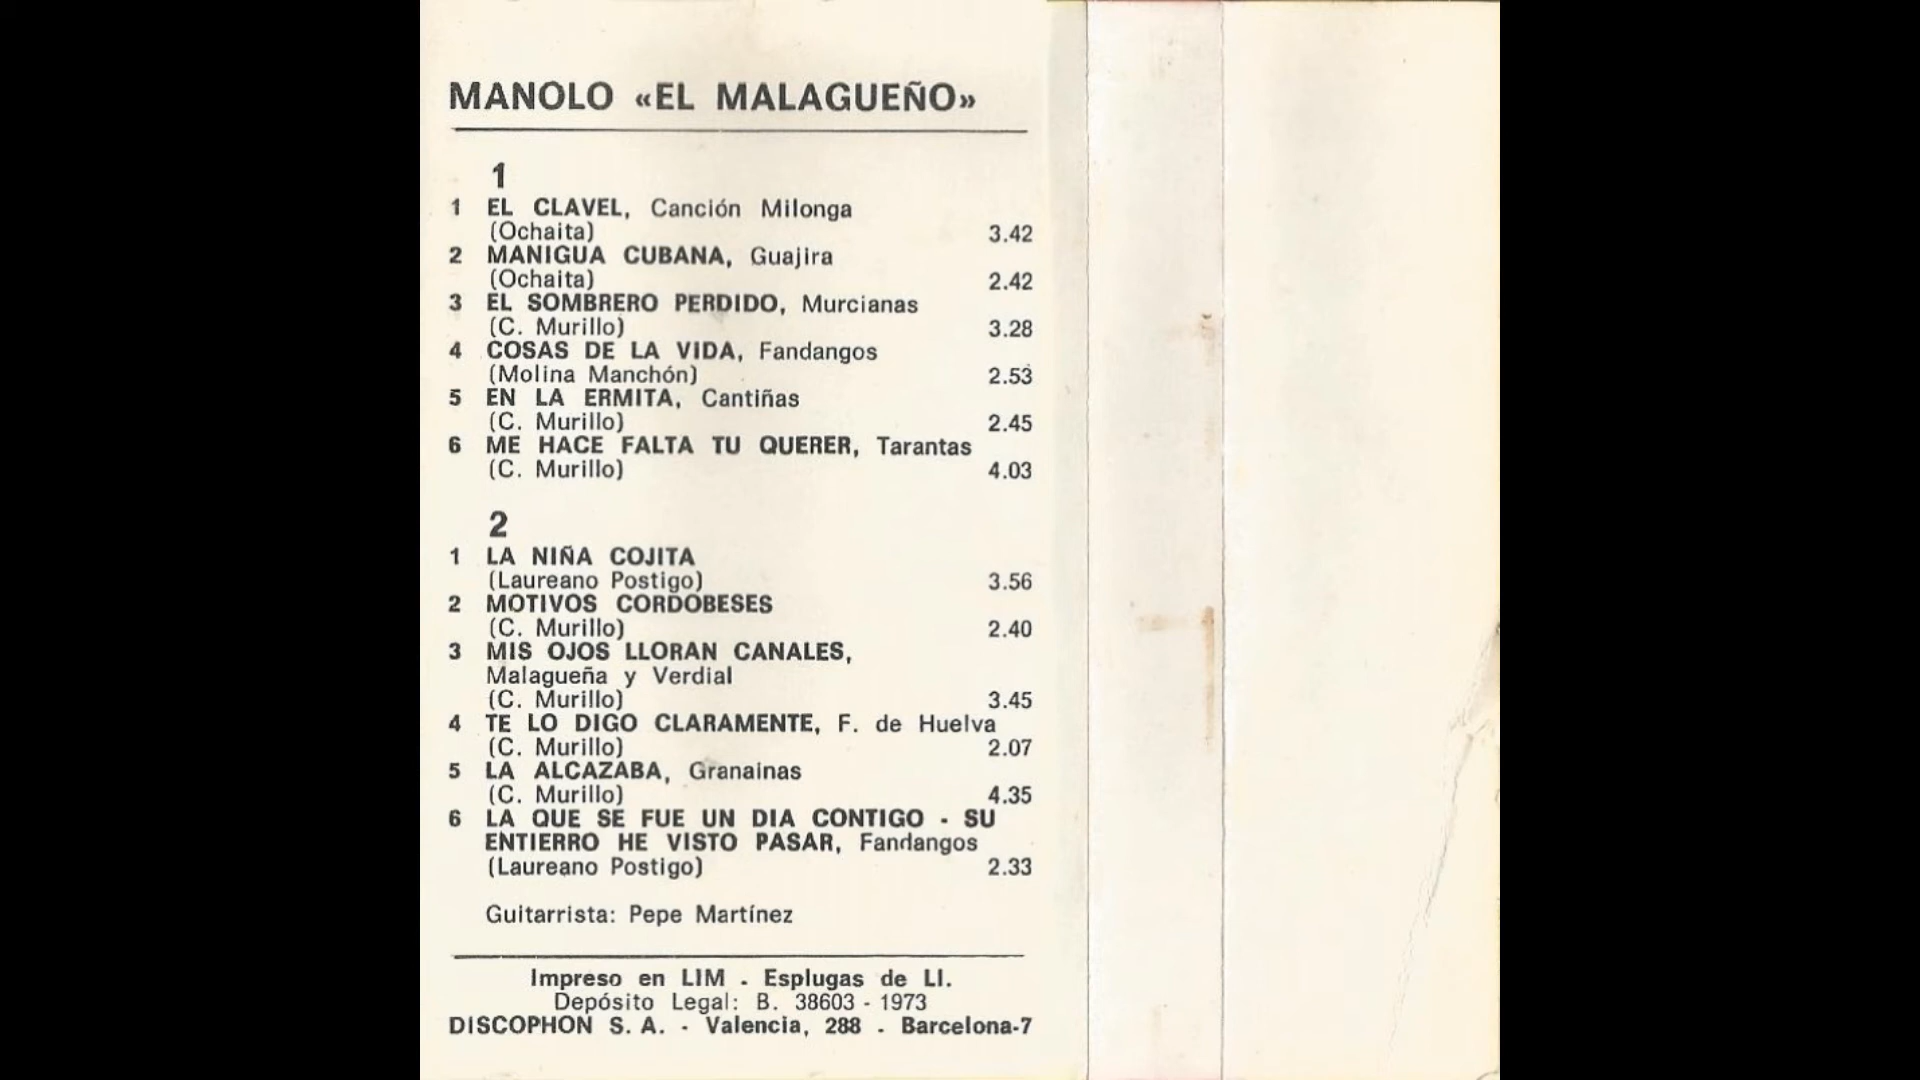 MANOLO «EL MALAGUEÑO»
1
1 EL CLAVEL, Canción Milonga
(Ochaita) 3.42
2 MANIGUA CUBANA, Guajira
(Ochaita) 2.42
3 EL SOMBRERO PERDIDO, Murcianas
(C. Murillo) 3.28
4 COSAS DE LA VIDA, Fandangos
(Molina Manchón) 2.53
5 EN LA ERMITA, Cantiñas
(C. Murillo) 2.45
6 ME HACE FALTA TU QUERER, Tarantas
(C. Murillo) 4.03
2
1 LA NIÑA COJITA
(Laureano Postigo) 3.56
2 MOTIVOS CORDOBESES
(C. Murillo) 2.40
3 MIS OJOS LLORAN CANALES,
Malagueña y Verdial
(C. Murillo) 3.45
4 TE LO DIGO CLARAMENTE, F. de Huelva
(C. Murillo) 2.07
5 LA ALCAZABA, Granainas
(C. Murillo) 4.35
6 LA QUE SE FUE UN DIA CONTIGO - SU
ENTIERRO HE VISTO PASAR, Fandangos
(Laureano Postigo) 2.33
Guitarrista: Pepe Martínez
Impreso en LIM - Esplugas de Ll.
Depósito Legal: B. 38603 - 1973
DISCOPHON S. A. - Valencia, 288 - Barcelona-7